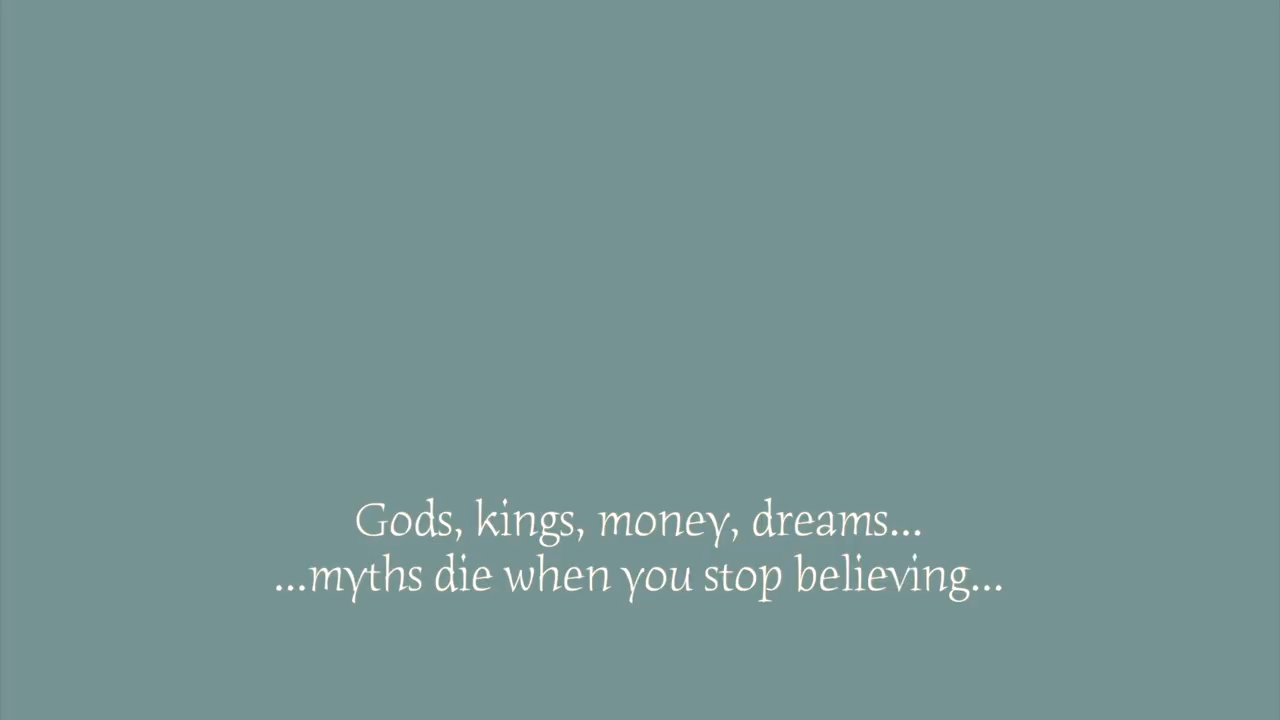 Gods, kings, money, dreams...
...myths die when you stop believing...